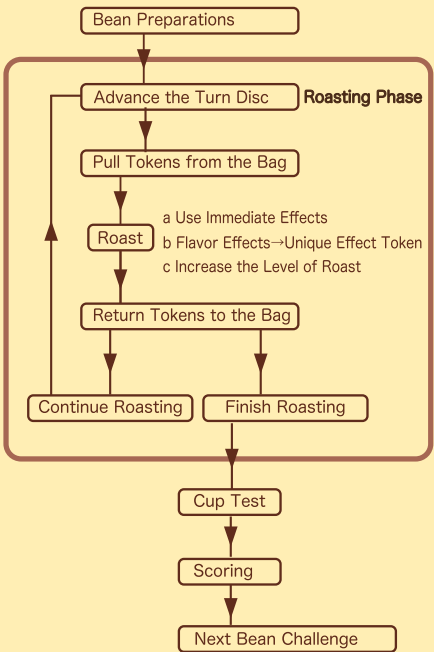 Bean Preparations
Advance the Turn Disc
Roasting Phase
Pull Tokens from the Bag
a Use Immediate Effects
Roast
b Flavor Effects→Unique Effect Token
c Increase the Level of Roast
Return Tokens to the Bag
Continue Roasting
Finish Roasting
Cup Test
Scoring
Next Bean Challenge